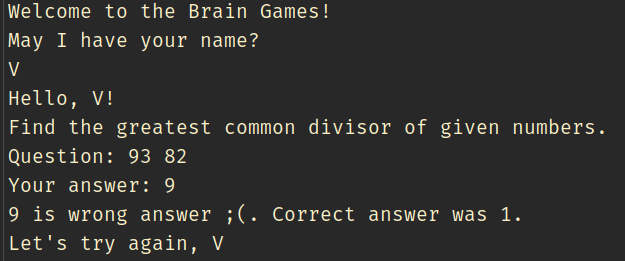 Welcome to the Brain Games!
May I have your name?
V
Hello, V!
Find the greatest common divisor of given numbers.
Question: 93 82
Your answer: 9
9 is wrong answer ;(. Correct answer was 1.
Let's try again, V